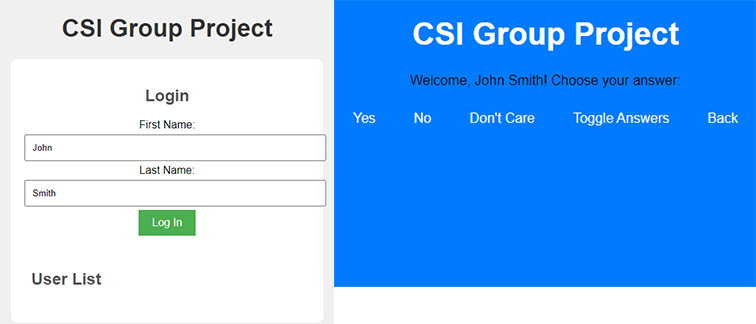 CSI Group Project
Login
First Name:
John
Last Name:
Smith
Log In
User List
CSI Group Project
Welcome, John Smith! Choose your answer:
Yes No Don't Care Toggle Answers Back